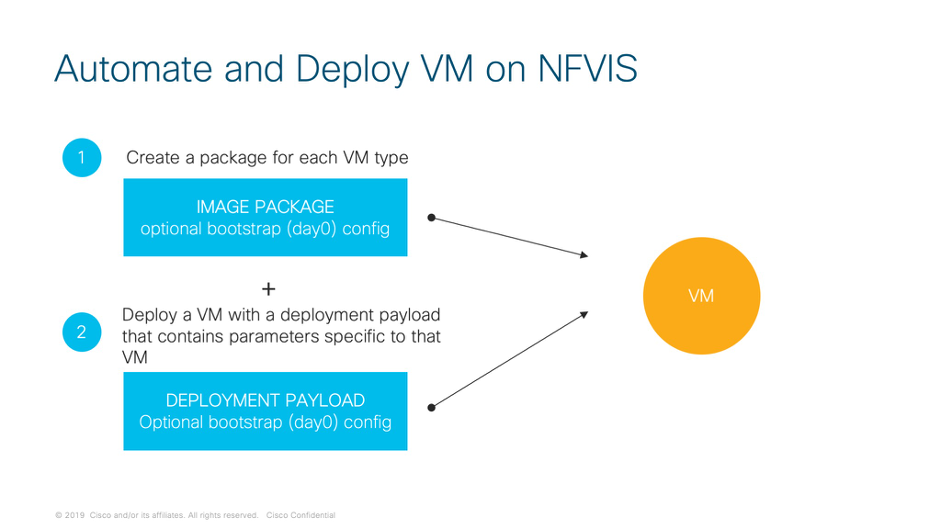 Automate and Deploy VM on NFVIS
1
Create a package for each VM type
IMAGE PACKAGE
optional bootstrap (day0) config
+
2
Deploy a VM with a deployment payload
that contains parameters specific to that
VM
DEPLOYMENT PAYLOAD
Optional bootstrap (day0) config
VM
© 2019 Cisco and/or its affiliates. All rights reserved. Cisco Confidential